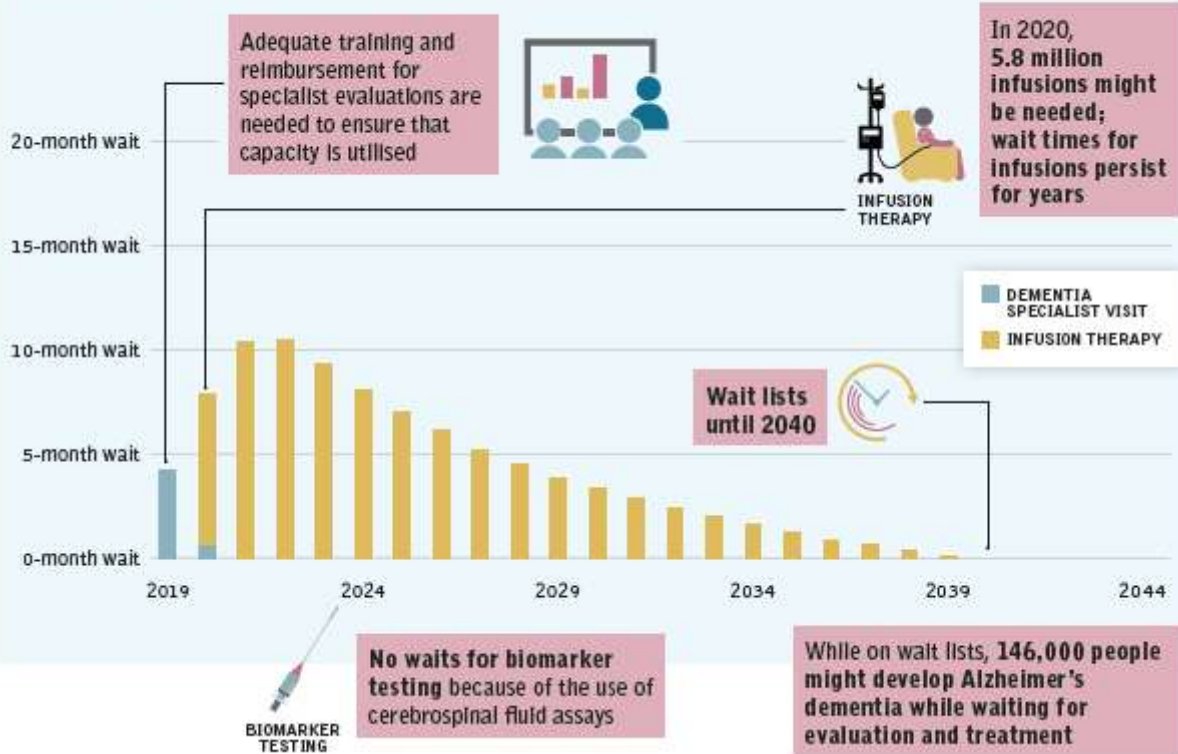 Adequate training and
reimbursement for
specialist evaluations are
needed to ensure that
capacity is utilised
In 2020,
5.8 million
infusions might
be needed;
wait times for
infusions persist
for years
INFUSION
THERAPY
20-month wait
15-month wait
10-month wait
5-month wait
0-month wait
DEMENTIA
SPECIALIST VISIT
INFUSION THERAPY
Wait lists
until 2040
2019
2024
2029
2034
2039
2044
BIOMARKER
TESTING
No waits for biomarker
testing because of the use of
cerebrospinal fluid assays
While on wait lists, 146,000 people
might develop Alzheimer's
dementia while waiting for
evaluation and treatment